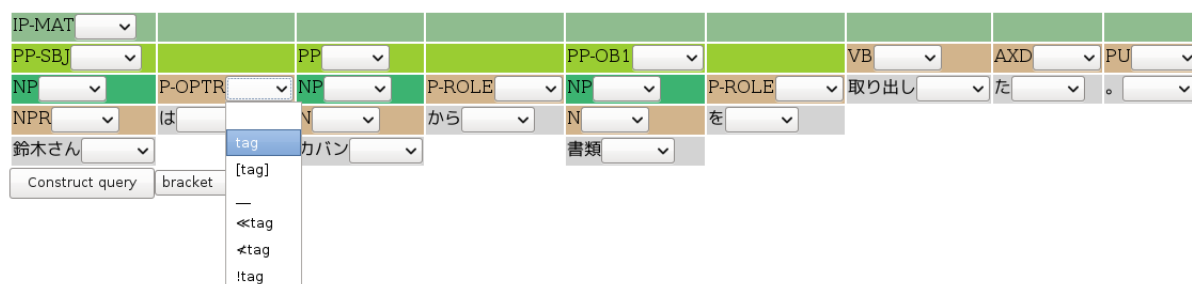 IP-MAT
PP-SBJ PP PP-OB1 VB AXD PU
NP P-OPTR NP P-ROLE NP P-ROLE 取り出し た 。
NPR は N から N を
鈴木さん tag カバン 書類
[tag]
Construct query bracket
__
≪tag
≮tag
!tag